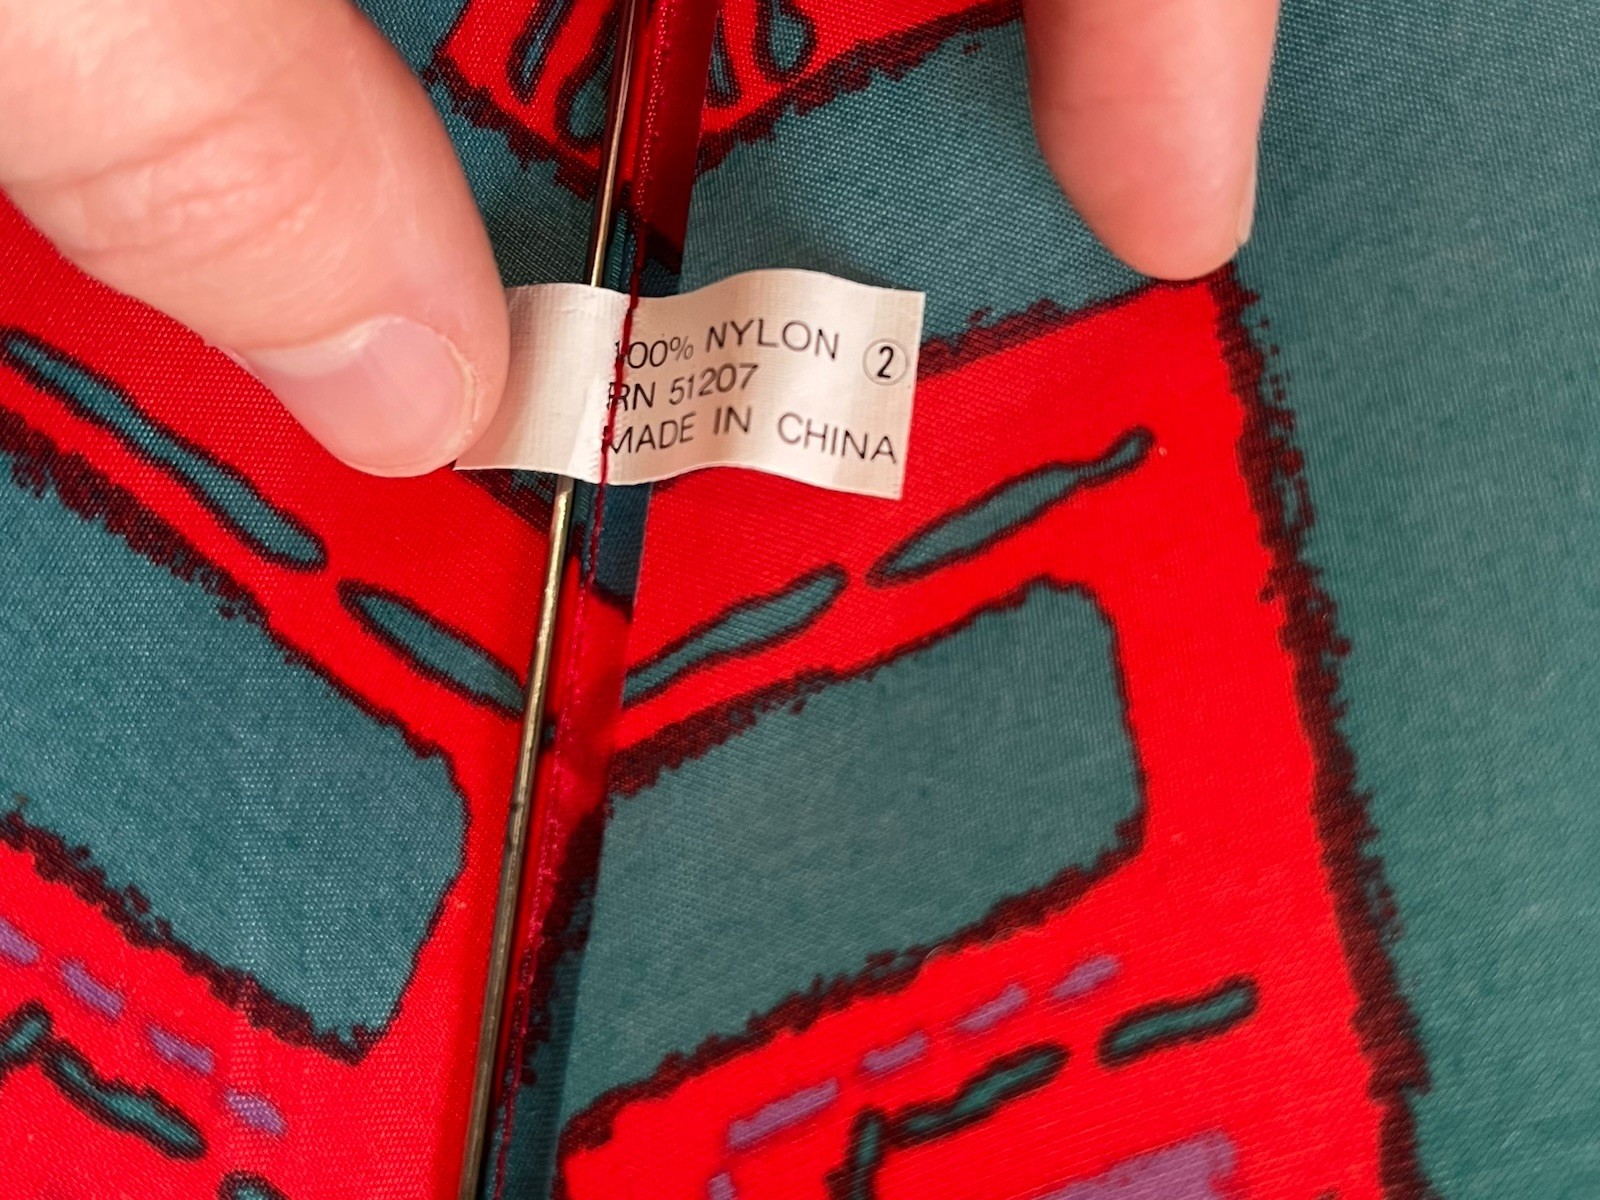 100% NYLON ②
RN 51207
MADE IN CHINA